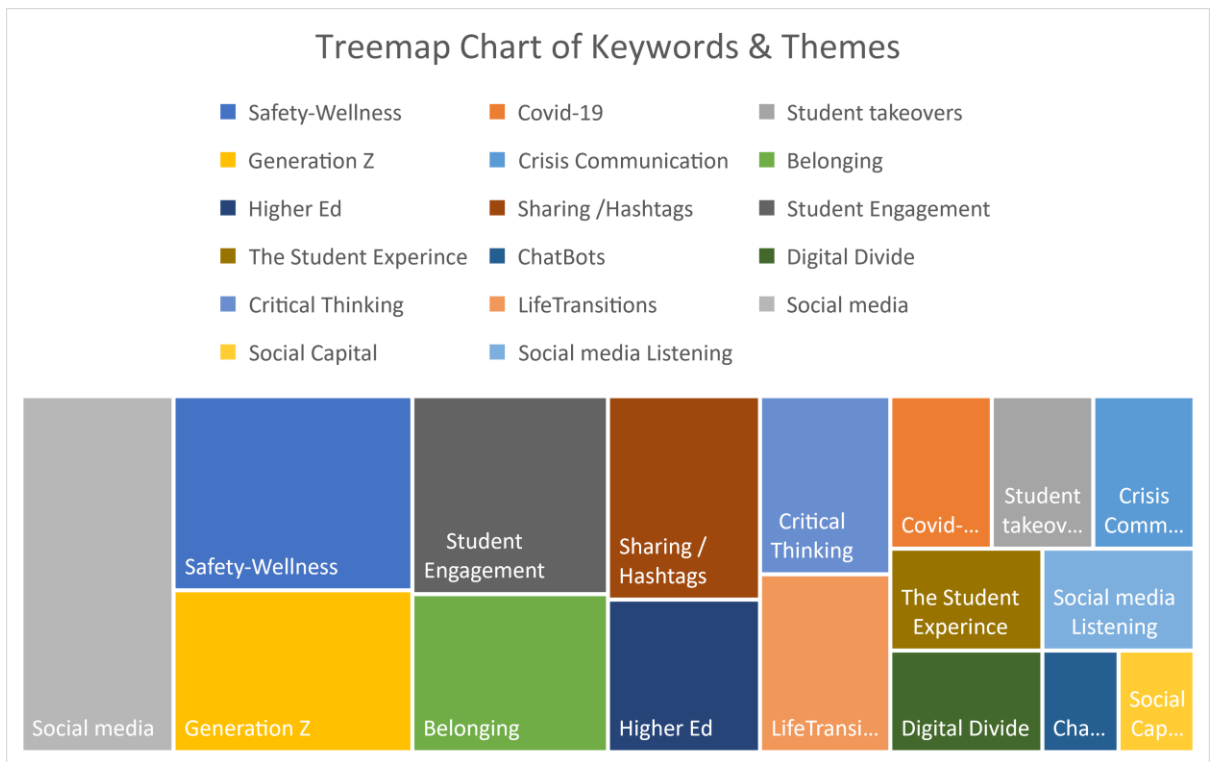 Treemap Chart of Keywords & Themes
Safety-Wellness
Covid-19
Student takeovers
Generation Z
Crisis Communication
Belonging
Higher Ed
Sharing /Hashtags
Student Engagement
The Student Experince
ChatBots
Digital Divide
Critical Thinking
LifeTransitions
Social media
Social Capital
Social media Listening
Social media
Safety-Wellness
Generation Z
Student
Engagement
Belonging
Sharing /
Hashtags
Higher Ed
Critical
Thinking
LifeTransi...
Covid-...
Student
takeov...
Crisis
Comm...
The Student
Experince
Social media
Listening
Digital Divide
Cha...
Social
Cap...